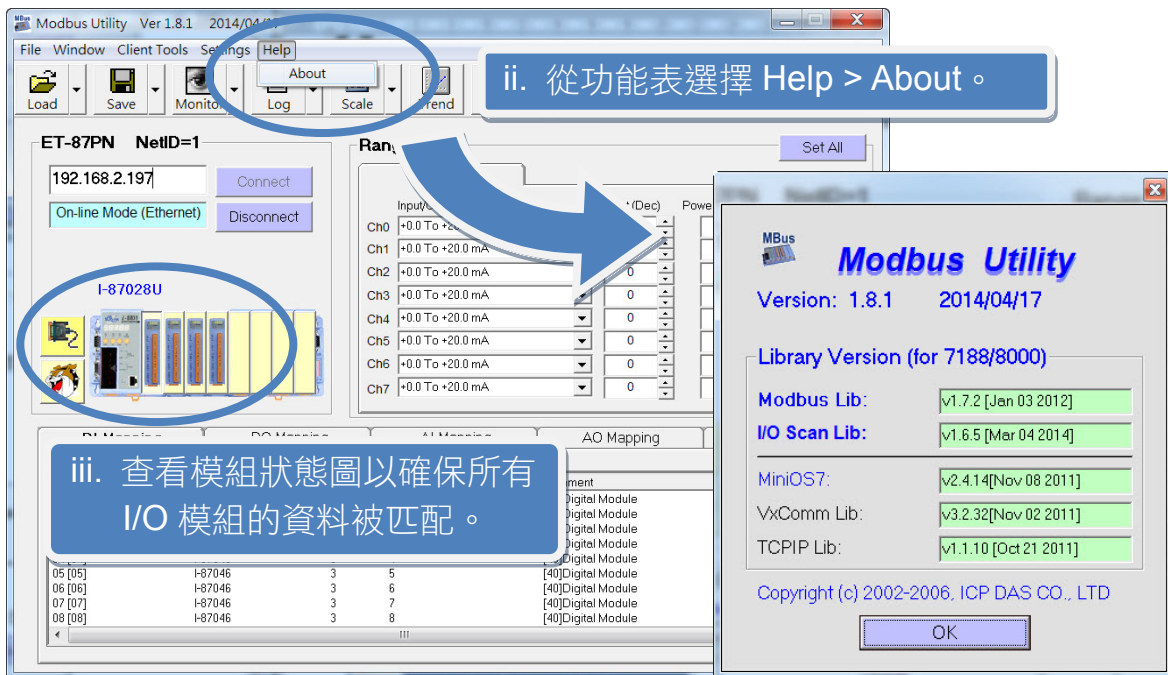 Modbus Utility Ver 1.8.1 2014/04/17
File Window Client Tools Settings Help
About
Load Save Monitor Log Scale Trend
ii. 從功能表選擇 Help > About。
ET-87PN NetID=1
192.168.2.197 Connect
On-line Mode (Ethernet) Disconnect
I-87028U
Set All
(Dec)
Ch0 +0.0 To +20.0 mA
Ch1 +0.0 To +20.0 mA
Ch2 +0.0 To +20.0 mA 0
Ch3 +0.0 To +20.0 mA 0
Ch4 +0.0 To +20.0 mA 0
Ch5 +0.0 To +20.0 mA 0
Ch6 +0.0 To +20.0 mA 0
Ch7 +0.0 To +20.0 mA 0
AO Mapping
iii. 查看模組狀態圖以確保所有
I/O 模組的資料被匹配。
Digital Module
Digital Module
Digital Module
Digital Module
Digital Module
05 [05] I-87046 3 5 [40]Digital Module
06 [06] I-87046 3 6 [40]Digital Module
07 [07] I-87046 3 7 [40]Digital Module
08 [08] I-87046 3 8 [40]Digital Module
MBus
Modbus Utility
Version: 1.8.1 2014/04/17
Library Version (for 7188/8000)
Modbus Lib: v1.7.2 [Jan 03 2012]
I/O Scan Lib: v1.6.5 [Mar 04 2014]
MiniOS7: v2.4.14[Nov 08 2011]
VxComm Lib: v3.2.32[Nov 02 2011]
TCPIP Lib: v1.1.10 [Oct 21 2011]
Copyright (c) 2002-2006, ICP DAS CO., LTD
OK